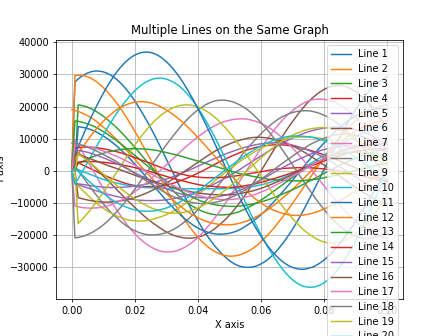 Multiple Lines on the Same Graph
40000
30000
20000
10000
0
−10000
−20000
−30000
0.00
0.02
0.04
0.06
0.08
X axis
Line 1
Line 2
Line 3
Line 4
Line 5
Line 6
Line 7
Line 8
Line 9
Line 10
Line 11
Line 12
Line 13
Line 14
Line 15
Line 16
Line 17
Line 18
Line 19
Line 20